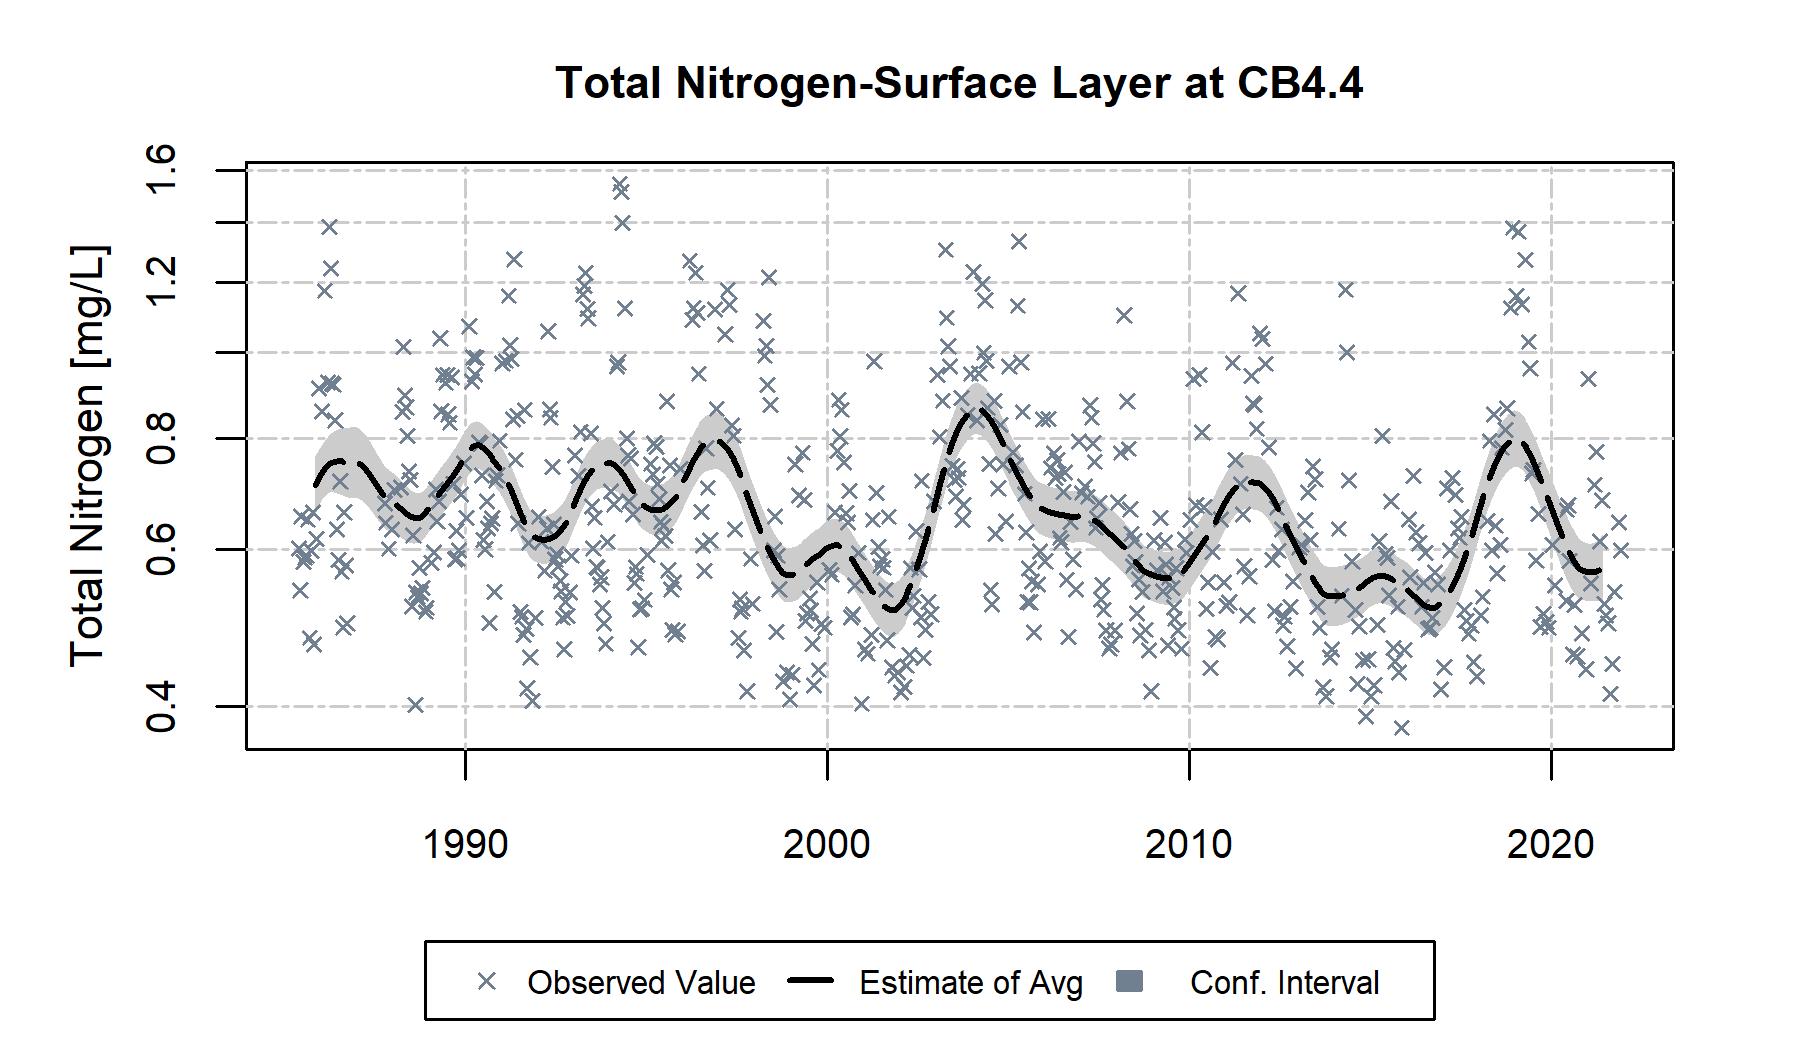 Total Nitrogen-Surface Layer at CB4.4
Total Nitrogen [mg/L]
1.6
1.2
0.8
0.6
0.4
1990 2000 2010 2020
Observed Value Estimate of Avg Conf. Interval